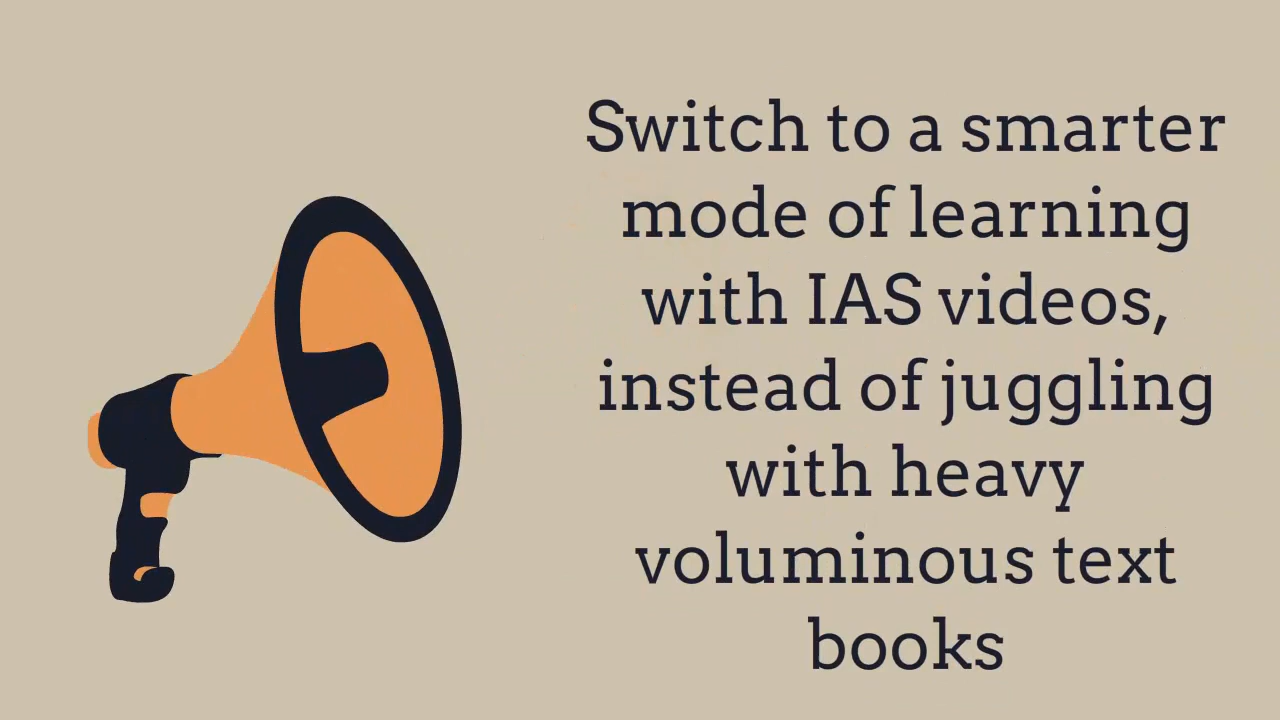 Switch to a smarter
mode of learning
with IAS videos,
instead of juggling
with heavy
voluminous text
books